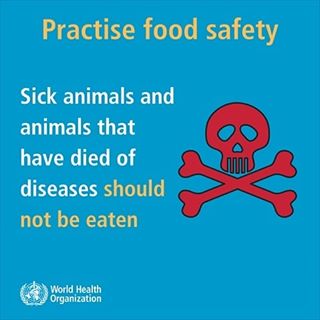 Practise food safety
Sick animals and
animals that
have died of
diseases should
not be eaten
World Health
Organization